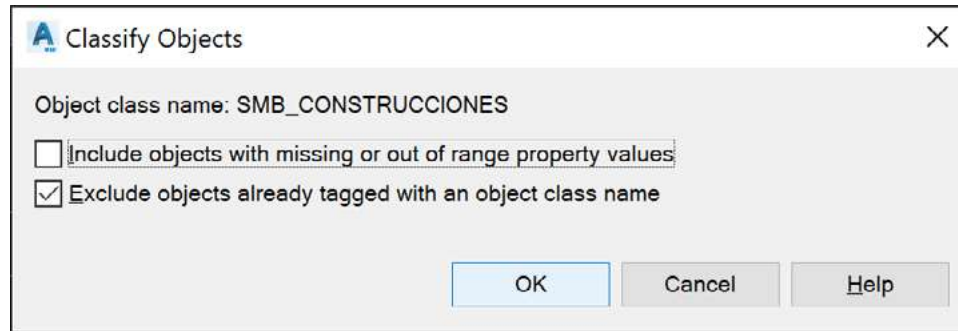 Classify Objects
Object class name: SMB_CONSTRUCCIONES
Include objects with missing or out of range property values
Exclude objects already tagged with an object class name
OK Cancel Help